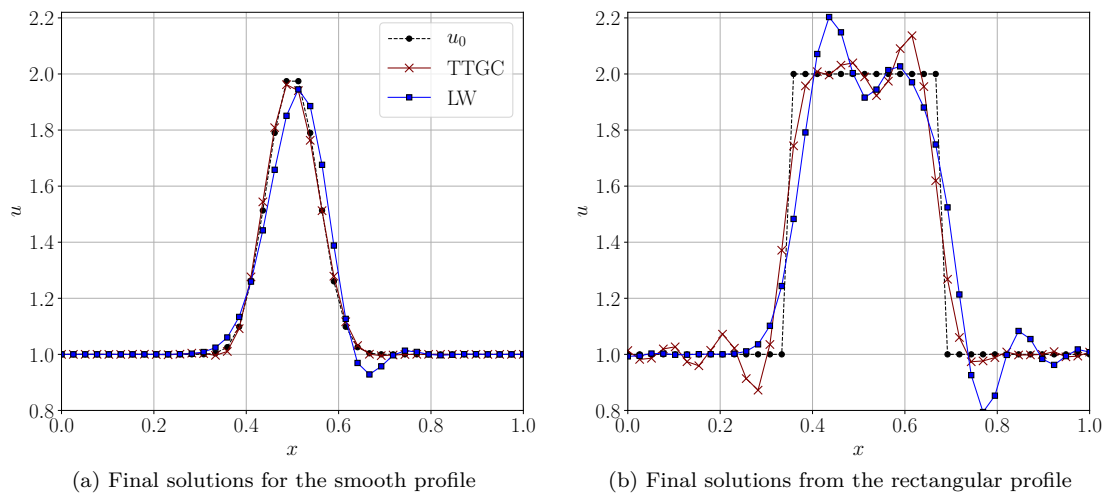 2.2
2.0
1.8
1.6
1.4
1.2
1.0
0.8
u
0.0 0.2 0.4 0.6 0.8 1.0
x
u₀
TTGC
LW
(a) Final solutions for the smooth profile
2.2
2.0
1.8
1.6
1.4
1.2
1.0
0.8
u
0.0 0.2 0.4 0.6 0.8 1.0
x
(b) Final solutions from the rectangular profile